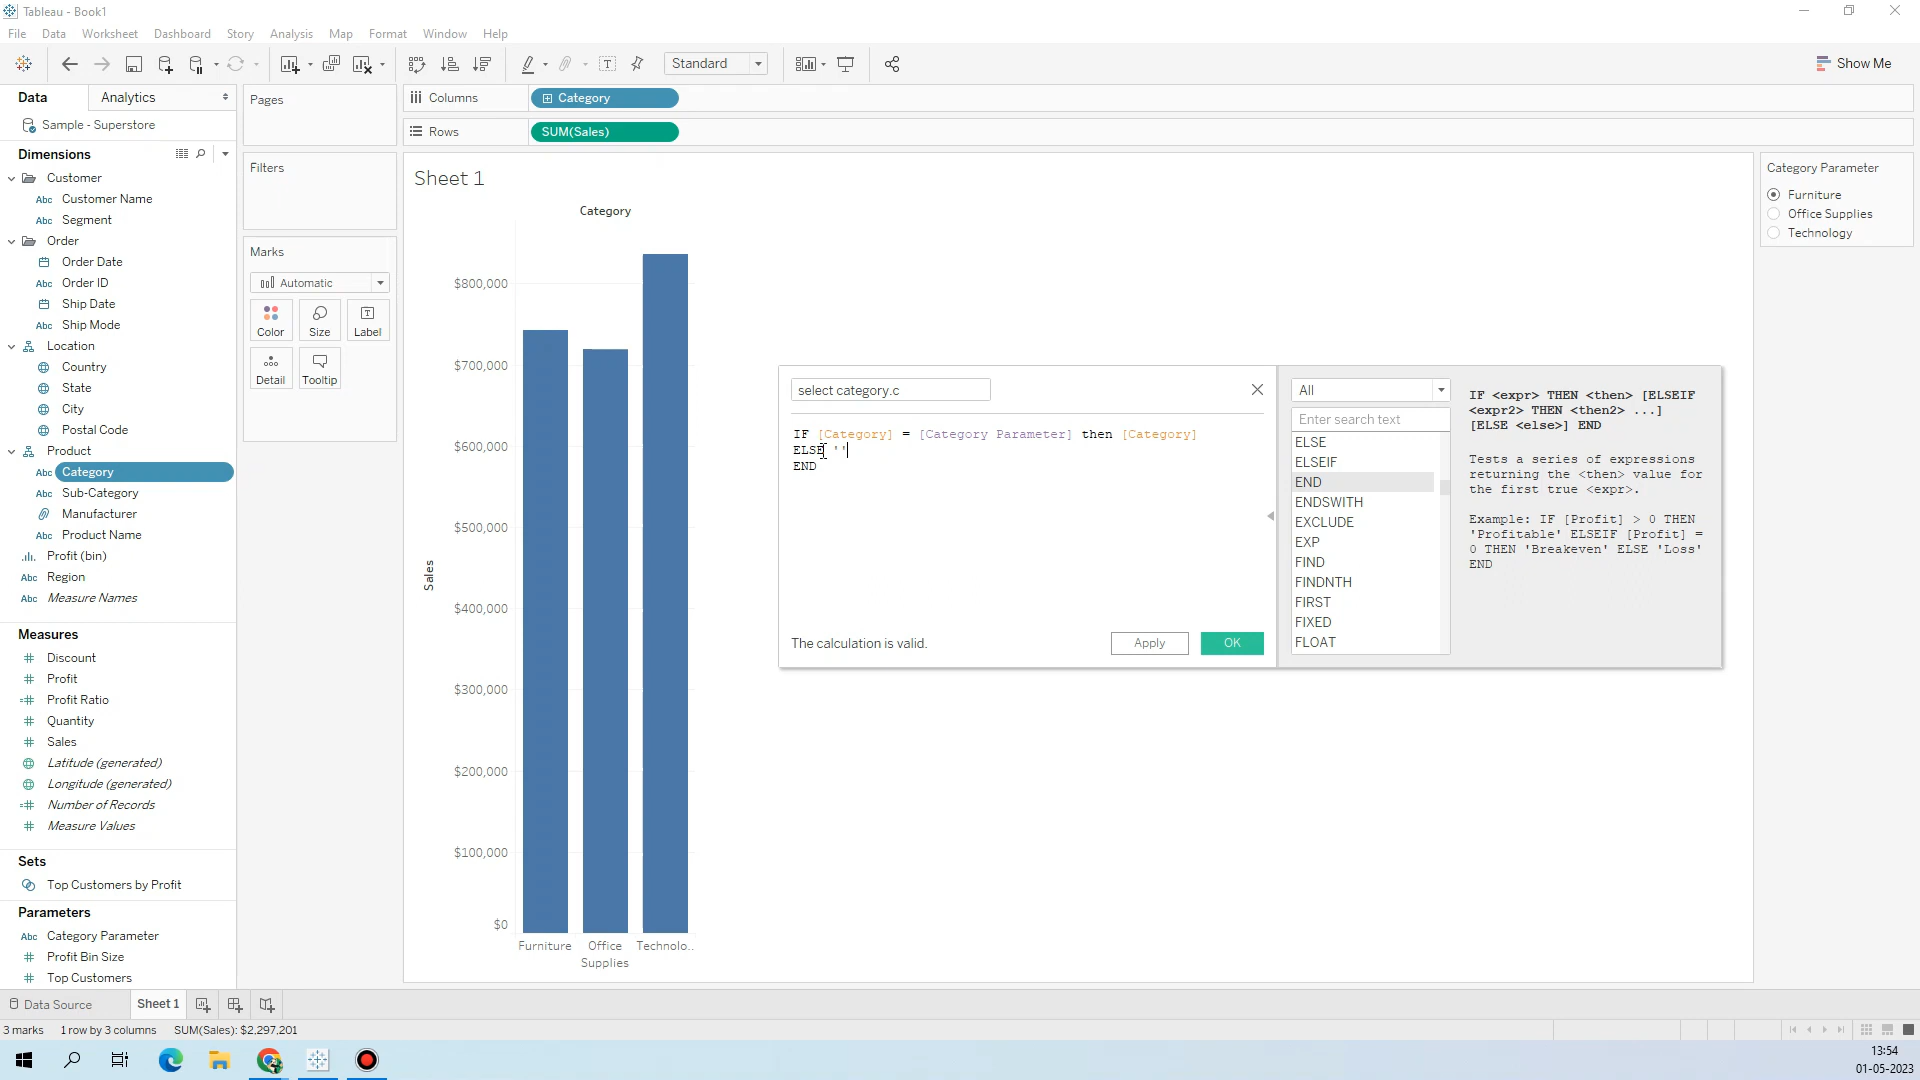 Tableau - Book1
File Data Worksheet Dashboard Story Analysis Map Format Window Help
Standard
Show Me
Data
Analytics
Sample - Superstore
Dimensions
Customer
Abc Customer Name
Abc Segment
Order
Order Date
Abc Order ID
Ship Date
Abc Ship Mode
Location
Country
State
City
Postal Code
Product
Abc Category
Abc Sub-Category
Manufacturer
Abc Product Name
Profit (bin)
Abc Region
Abc Measure Names
Measures
# Discount
# Profit
=# Profit Ratio
# Quantity
# Sales
Latitude (generated)
Longitude (generated)
=# Number of Records
# Measure Values
Sets
Top Customers by Profit
Parameters
Abc Category Parameter
# Profit Bin Size
# Top Customers
Pages
Filters
Marks
Automatic
Color
Size
Label
Detail
Tooltip
Columns
Category
Rows
SUM(Sales)
Sheet 1
Category
$800,000
$700,000
$600,000
$500,000
$400,000
$300,000
$200,000
$100,000
$0
Sales
Furniture
Office
Supplies
Technolo..
select category.c
IF [Category] = [Category Parameter] then [Category]
ELSE ''
END
The calculation is valid.
Apply
OK
All
Enter search text
ELSE
ELSEIF
END
ENDSWITH
EXCLUDE
EXP
FIND
FINDNTH
FIRST
FIXED
FLOAT
IF <expr> THEN <then> [ELSEIF
<expr2> THEN <then2> ...]
[ELSE <else>] END
Tests a series of expressions
returning the <then> value for
the first true <expr>.
Example: IF [Profit] > 0 THEN
'Profitable' ELSEIF [Profit] =
0 THEN 'Breakeven' ELSE 'Loss'
END
Category Parameter
Furniture
Office Supplies
Technology
Data Source
Sheet 1
3 marks
1 row by 3 columns
SUM(Sales): $2,297,201
13:54
01-05-2023